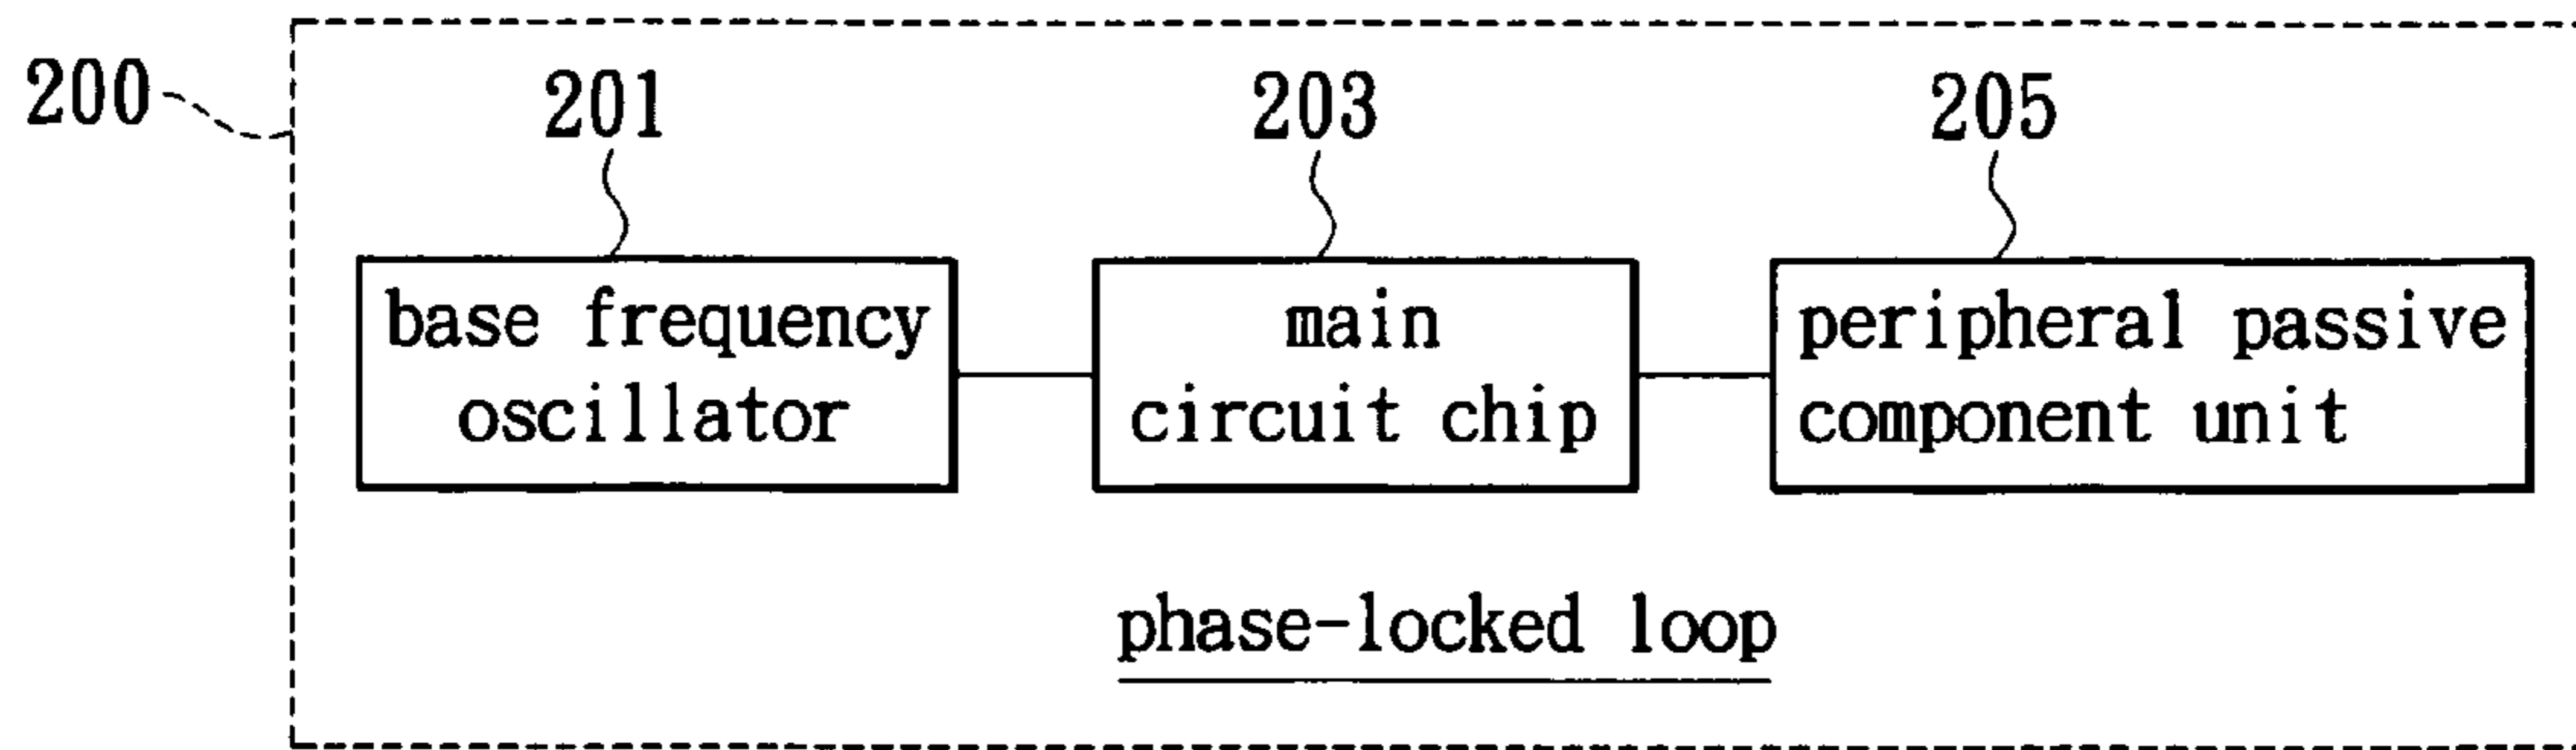 200
201
203
205
base frequency
oscillator
main
circuit chip
peripheral passive
component unit
phase-locked loop